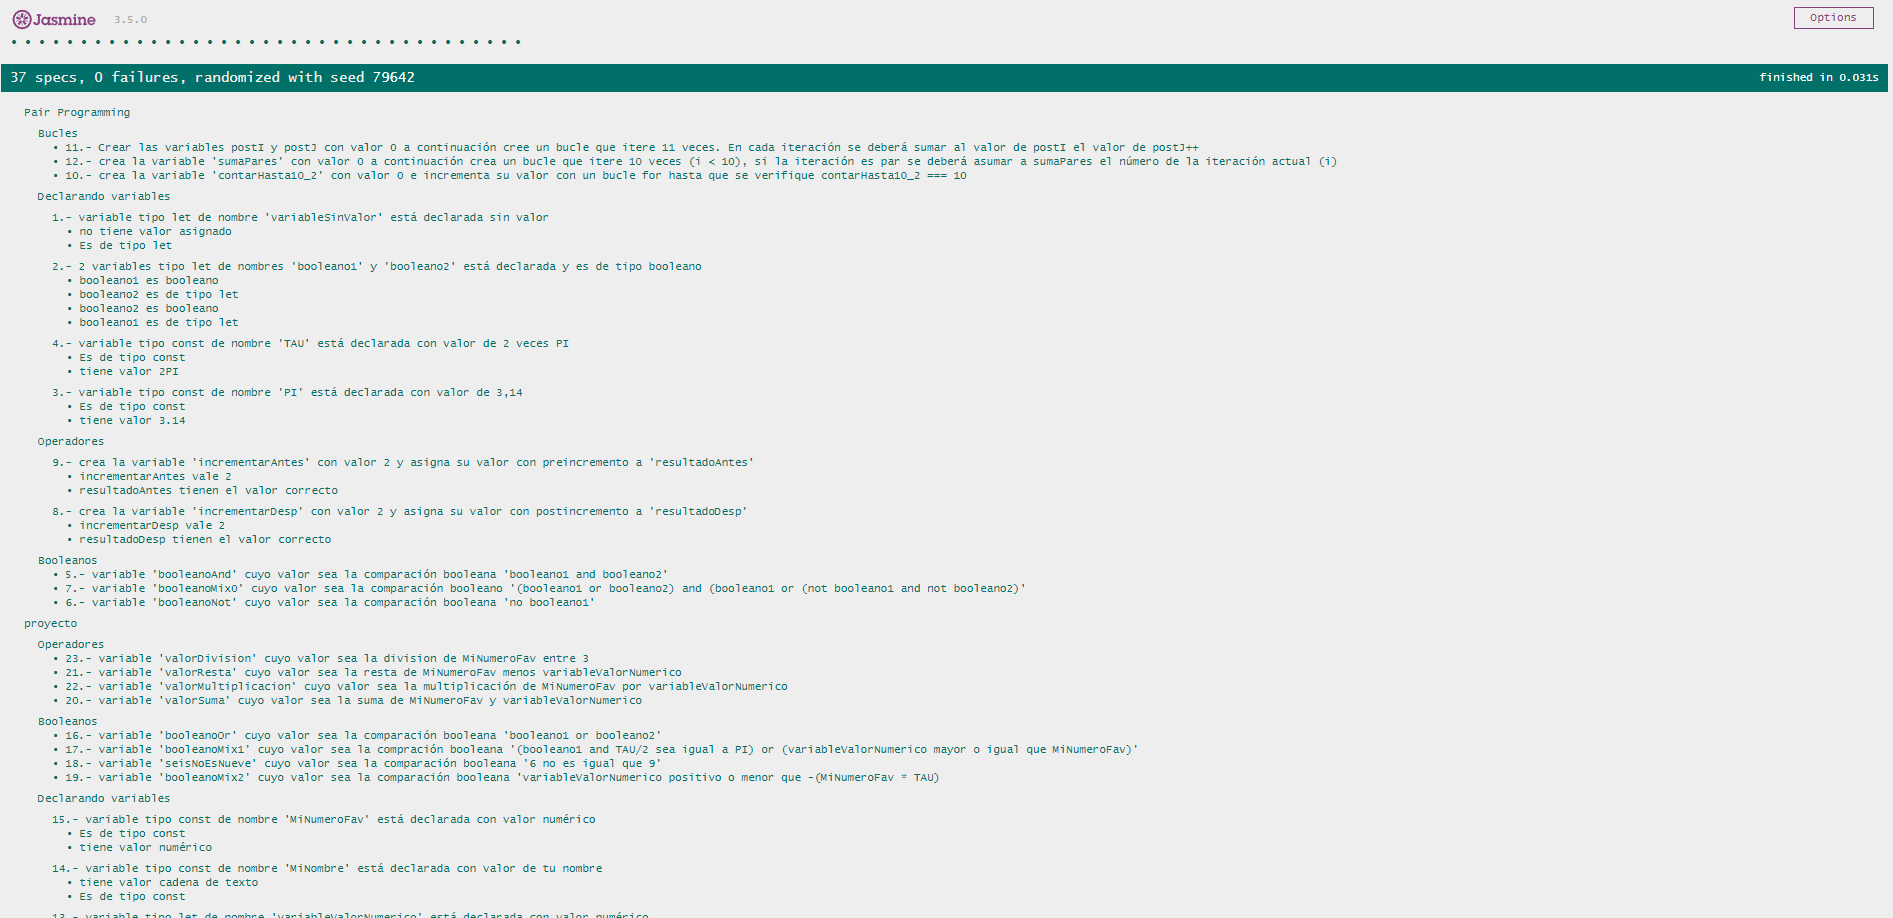 Jasmine 3.5.0 Options
37 specs, 0 failures, randomized with seed 79642 finished in 0.031s
Pair Programming
Bucles
• 11.- Crear las variables postI y postJ con valor 0 a continuación cree un bucle que itere 11 veces. En cada iteración se deberá sumar al valor de postI el valor de postJ++
• 12.- crea la variable 'sumaPares' con valor 0 a continuación crea un bucle que itere 10 veces (i < 10), si la iteración es par se deberá asumar a sumaPares el número de la iteración actual (i)
• 10.- crea la variable 'contarHasta10_2' con valor 0 e incrementa su valor con un bucle for hasta que se verifique contarHasta10_2 === 10
Declarando variables
1.- variable tipo let de nombre 'variableSinValor' está declarada sin valor
• no tiene valor asignado
• Es de tipo let
2.- 2 variables tipo let de nombres 'booleano1' y 'booleano2' está declarada y es de tipo booleano
• booleano1 es booleano
• booleano2 es de tipo let
• booleano2 es booleano
• booleano1 es de tipo let
4.- variable tipo const de nombre 'TAU' está declarada con valor de 2 veces PI
• Es de tipo const
• tiene valor 2PI
3.- variable tipo const de nombre 'PI' está declarada con valor de 3,14
• Es de tipo const
• tiene valor 3.14
Operadores
9.- crea la variable 'incrementarAntes' con valor 2 y asigna su valor con preincremento a 'resultadoAntes'
• incrementarAntes vale 2
• resultadoAntes tienen el valor correcto
8.- crea la variable 'incrementarDesp' con valor 2 y asigna su valor con postincremento a 'resultadoDesp'
• incrementarDesp vale 2
• resultadoDesp tienen el valor correcto
Booleanos
• 5.- variable 'booleanoAnd' cuyo valor sea la comparación booleana 'booleano1 and booleano2'
• 7.- variable 'booleanoMix0' cuyo valor sea la comparación booleano '(booleano1 or booleano2) and (booleano1 or (not booleano1 and not booleano2)'
• 6.- variable 'booleanoNot' cuyo valor sea la comparación booleana 'no booleano1'
proyecto
Operadores
• 23.- variable 'valorDivision' cuyo valor sea la division de MiNumeroFav entre 3
• 21.- variable 'valorResta' cuyo valor sea la resta de MiNumeroFav menos variableValorNumerico
• 22.- variable 'valorMultiplicacion' cuyo valor sea la multiplicación de MiNumeroFav por variableValorNumerico
• 20.- variable 'valorSuma' cuyo valor sea la suma de MiNumeroFav y variableValorNumerico
Booleanos
• 16.- variable 'booleanoOr' cuyo valor sea la comparación booleana 'booleano1 or booleano2'
• 17.- variable 'booleanoMix1' cuyo valor sea la compración booleana '(booleano1 and TAU/2 sea igual a PI) or (variableValorNumerico mayor o igual que MiNumeroFav)'
• 18.- variable 'seisNoEsNueve' cuyo valor sea la comparación booleana '6 no es igual que 9'
• 19.- variable 'booleanoMix2' cuyo valor sea la comparación booleana 'variableValorNumerico positivo o menor que -(MiNumeroFav * TAU)
Declarando variables
15.- variable tipo const de nombre 'MiNumeroFav' está declarada con valor numérico
• Es de tipo const
• tiene valor numérico
14.- variable tipo const de nombre 'MiNombre' está declarada con valor de tu nombre
• tiene valor cadena de texto
• Es de tipo const
13.- variable tipo let de nombre 'variableValorNumerico' está declarada con valor numérico